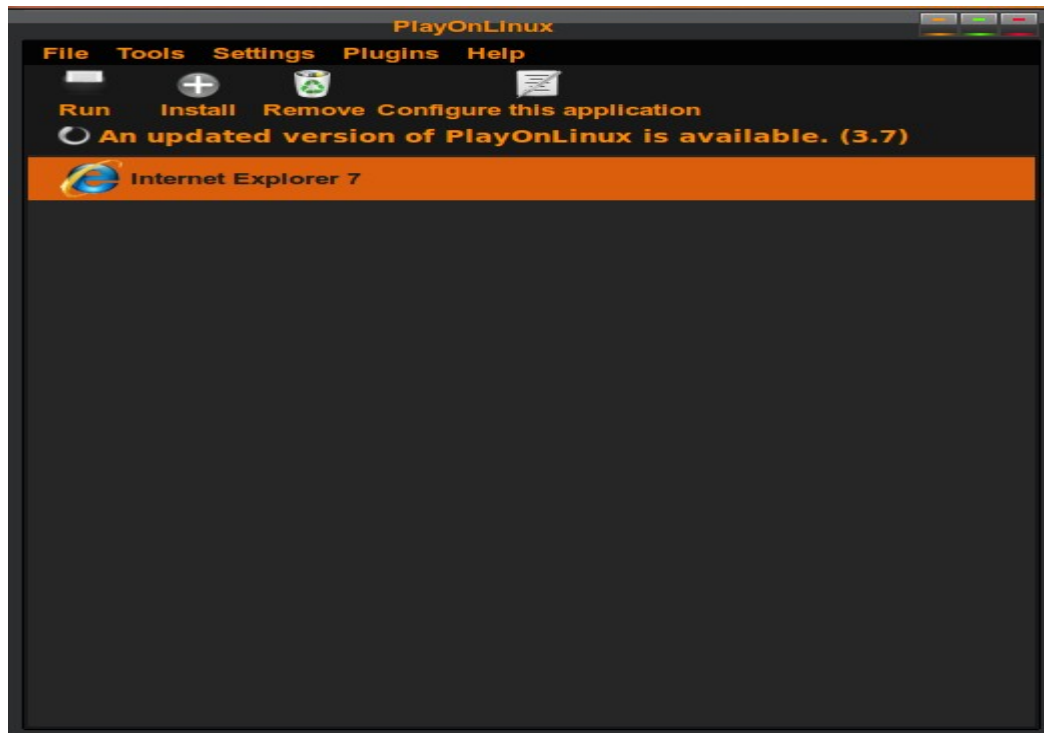 PlayOnLinux
File Tools Settings Plugins Help
Run Install Remove Configure this application
An updated version of PlayOnLinux is available. (3.7)
Internet Explorer 7